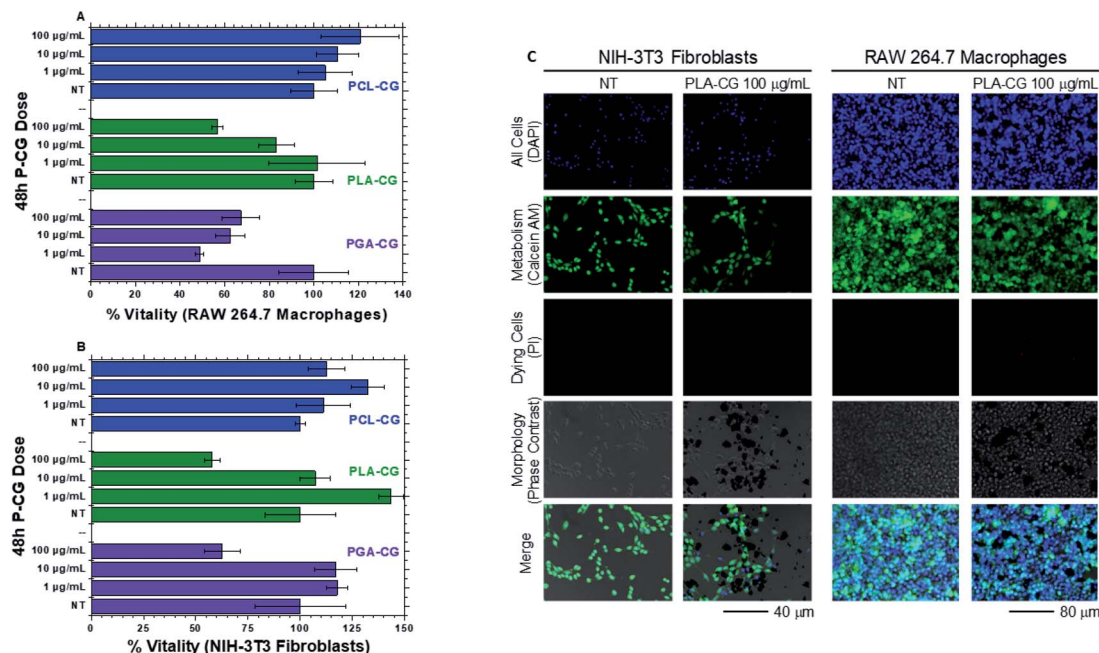 A
48h P-CG Dose
100 µg/mL
10 µg/mL
1 µg/mL
NT
PCL-CG
--
100 µg/mL
10 µg/mL
1 µg/mL
NT
PLA-CG
--
100 µg/mL
10 µg/mL
1 µg/mL
NT
PGA-CG
0 20 40 60 80 100 120 140
% Vitality (RAW 264.7 Macrophages)
B
48h P-CG Dose
100 µg/mL
10 µg/mL
1 µg/mL
NT
PCL-CG
--
100 µg/mL
10 µg/mL
1 µg/mL
NT
PLA-CG
--
100 µg/mL
10 µg/mL
1 µg/mL
NT
PGA-CG
0 25 50 75 100 125 150
% Vitality (NIH-3T3 Fibroblasts)
C
NIH-3T3 Fibroblasts RAW 264.7 Macrophages
NT PLA-CG 100 µg/mL NT PLA-CG 100 µg/mL
All Cells
(DAPI)
Metabolism
(Calcein AM)
Dying Cells
(PI)
Morphology
(Phase Contrast)
Merge
40 µm 80 µm